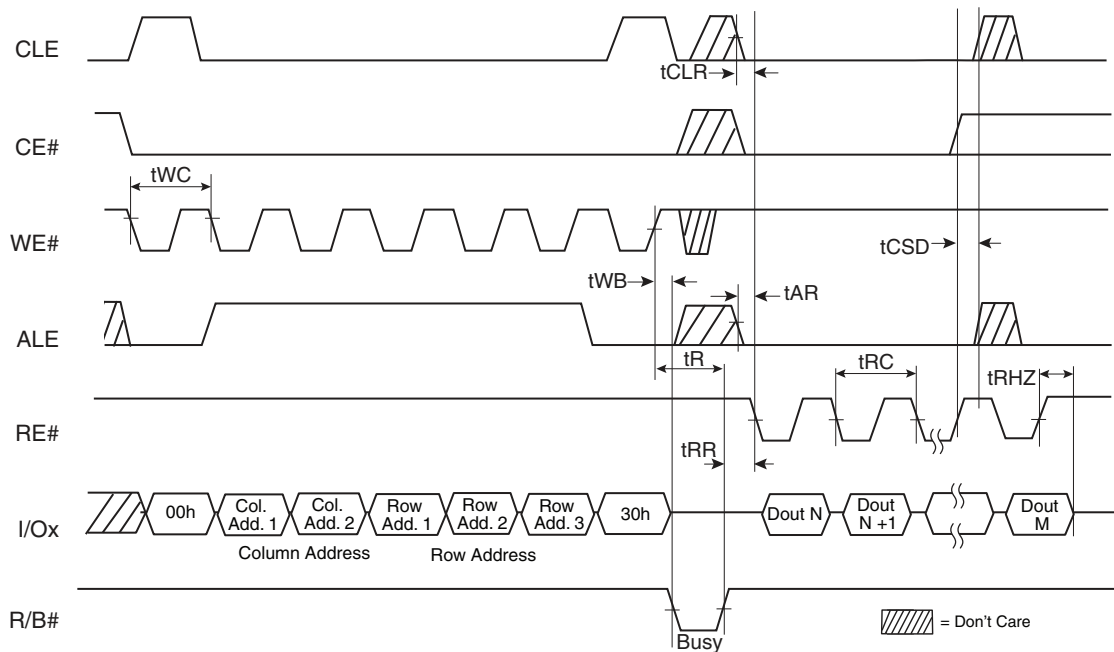 CLE
tCLR
CE#
tWC
WE#
tCSD
tWB
tAR
ALE
tR
tRC
tRHZ
RE#
tRR
I/Ox
00h
Col.
Add. 1
Col.
Add. 2
Row
Add. 1
Row
Add. 2
Row
Add. 3
30h
Dout N
Dout
N +1
Dout
M
Column Address
Row Address
R/B#
Busy
= Don't Care